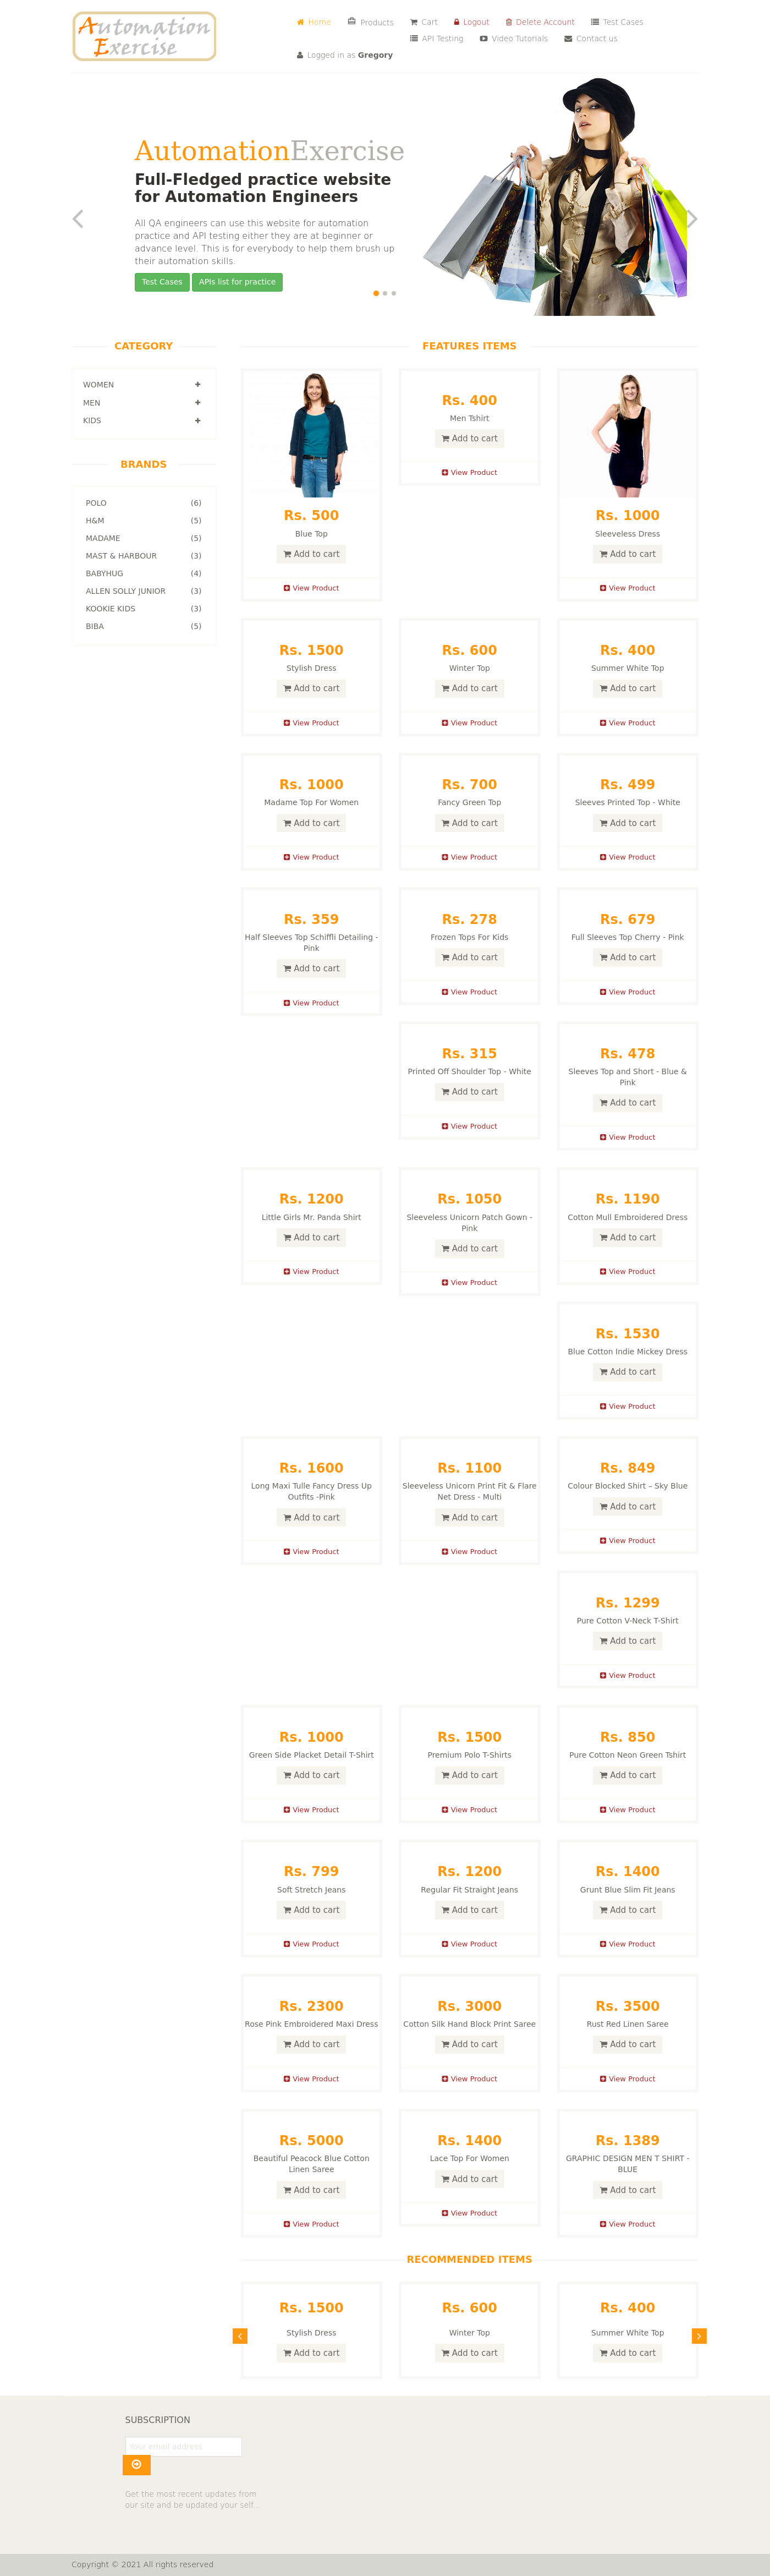 Automation
Exercise
Home
Products
Cart
Logout
Delete Account
Test Cases
API Testing
Video Tutorials
Contact us
Logged in as Gregory
AutomationExercise
Full-Fledged practice website
for Automation Engineers
All QA engineers can use this website for automation
practice and API testing either they are at beginner or
advance level. This is for everybody to help them brush up
their automation skills.
Test Cases
APIs list for practice
CATEGORY
WOMEN
MEN
KIDS
BRANDS
POLO (6)
H&M (5)
MADAME (5)
MAST & HARBOUR (3)
BABYHUG (4)
ALLEN SOLLY JUNIOR (3)
KOOKIE KIDS (3)
BIBA (5)
FEATURES ITEMS
Rs. 500
Blue Top
Add to cart
View Product
Rs. 400
Men Tshirt
Add to cart
View Product
Rs. 1000
Sleeveless Dress
Add to cart
View Product
Rs. 1500
Stylish Dress
Add to cart
View Product
Rs. 600
Winter Top
Add to cart
View Product
Rs. 400
Summer White Top
Add to cart
View Product
Rs. 1000
Madame Top For Women
Add to cart
View Product
Rs. 700
Fancy Green Top
Add to cart
View Product
Rs. 499
Sleeves Printed Top - White
Add to cart
View Product
Rs. 359
Half Sleeves Top Schiffli Detailing -
Pink
Add to cart
View Product
Rs. 278
Frozen Tops For Kids
Add to cart
View Product
Rs. 679
Full Sleeves Top Cherry - Pink
Add to cart
View Product
Rs. 315
Printed Off Shoulder Top - White
Add to cart
View Product
Rs. 478
Sleeves Top and Short - Blue &
Pink
Add to cart
View Product
Rs. 1200
Little Girls Mr. Panda Shirt
Add to cart
View Product
Rs. 1050
Sleeveless Unicorn Patch Gown -
Pink
Add to cart
View Product
Rs. 1190
Cotton Mull Embroidered Dress
Add to cart
View Product
Rs. 1530
Blue Cotton Indie Mickey Dress
Add to cart
View Product
Rs. 1600
Long Maxi Tulle Fancy Dress Up
Outfits -Pink
Add to cart
View Product
Rs. 1100
Sleeveless Unicorn Print Fit & Flare
Net Dress - Multi
Add to cart
View Product
Rs. 849
Colour Blocked Shirt – Sky Blue
Add to cart
View Product
Rs. 1299
Pure Cotton V-Neck T-Shirt
Add to cart
View Product
Rs. 1000
Green Side Placket Detail T-Shirt
Add to cart
View Product
Rs. 1500
Premium Polo T-Shirts
Add to cart
View Product
Rs. 850
Pure Cotton Neon Green Tshirt
Add to cart
View Product
Rs. 799
Soft Stretch Jeans
Add to cart
View Product
Rs. 1200
Regular Fit Straight Jeans
Add to cart
View Product
Rs. 1400
Grunt Blue Slim Fit Jeans
Add to cart
View Product
Rs. 2300
Rose Pink Embroidered Maxi Dress
Add to cart
View Product
Rs. 3000
Cotton Silk Hand Block Print Saree
Add to cart
View Product
Rs. 3500
Rust Red Linen Saree
Add to cart
View Product
Rs. 5000
Beautiful Peacock Blue Cotton
Linen Saree
Add to cart
View Product
Rs. 1400
Lace Top For Women
Add to cart
View Product
Rs. 1389
GRAPHIC DESIGN MEN T SHIRT -
BLUE
Add to cart
View Product
RECOMMENDED ITEMS
Rs. 1500
Stylish Dress
Add to cart
Rs. 600
Winter Top
Add to cart
Rs. 400
Summer White Top
Add to cart
SUBSCRIPTION
Your email address
Get the most recent updates from
our site and be updated your self...
Copyright © 2021 All rights reserved